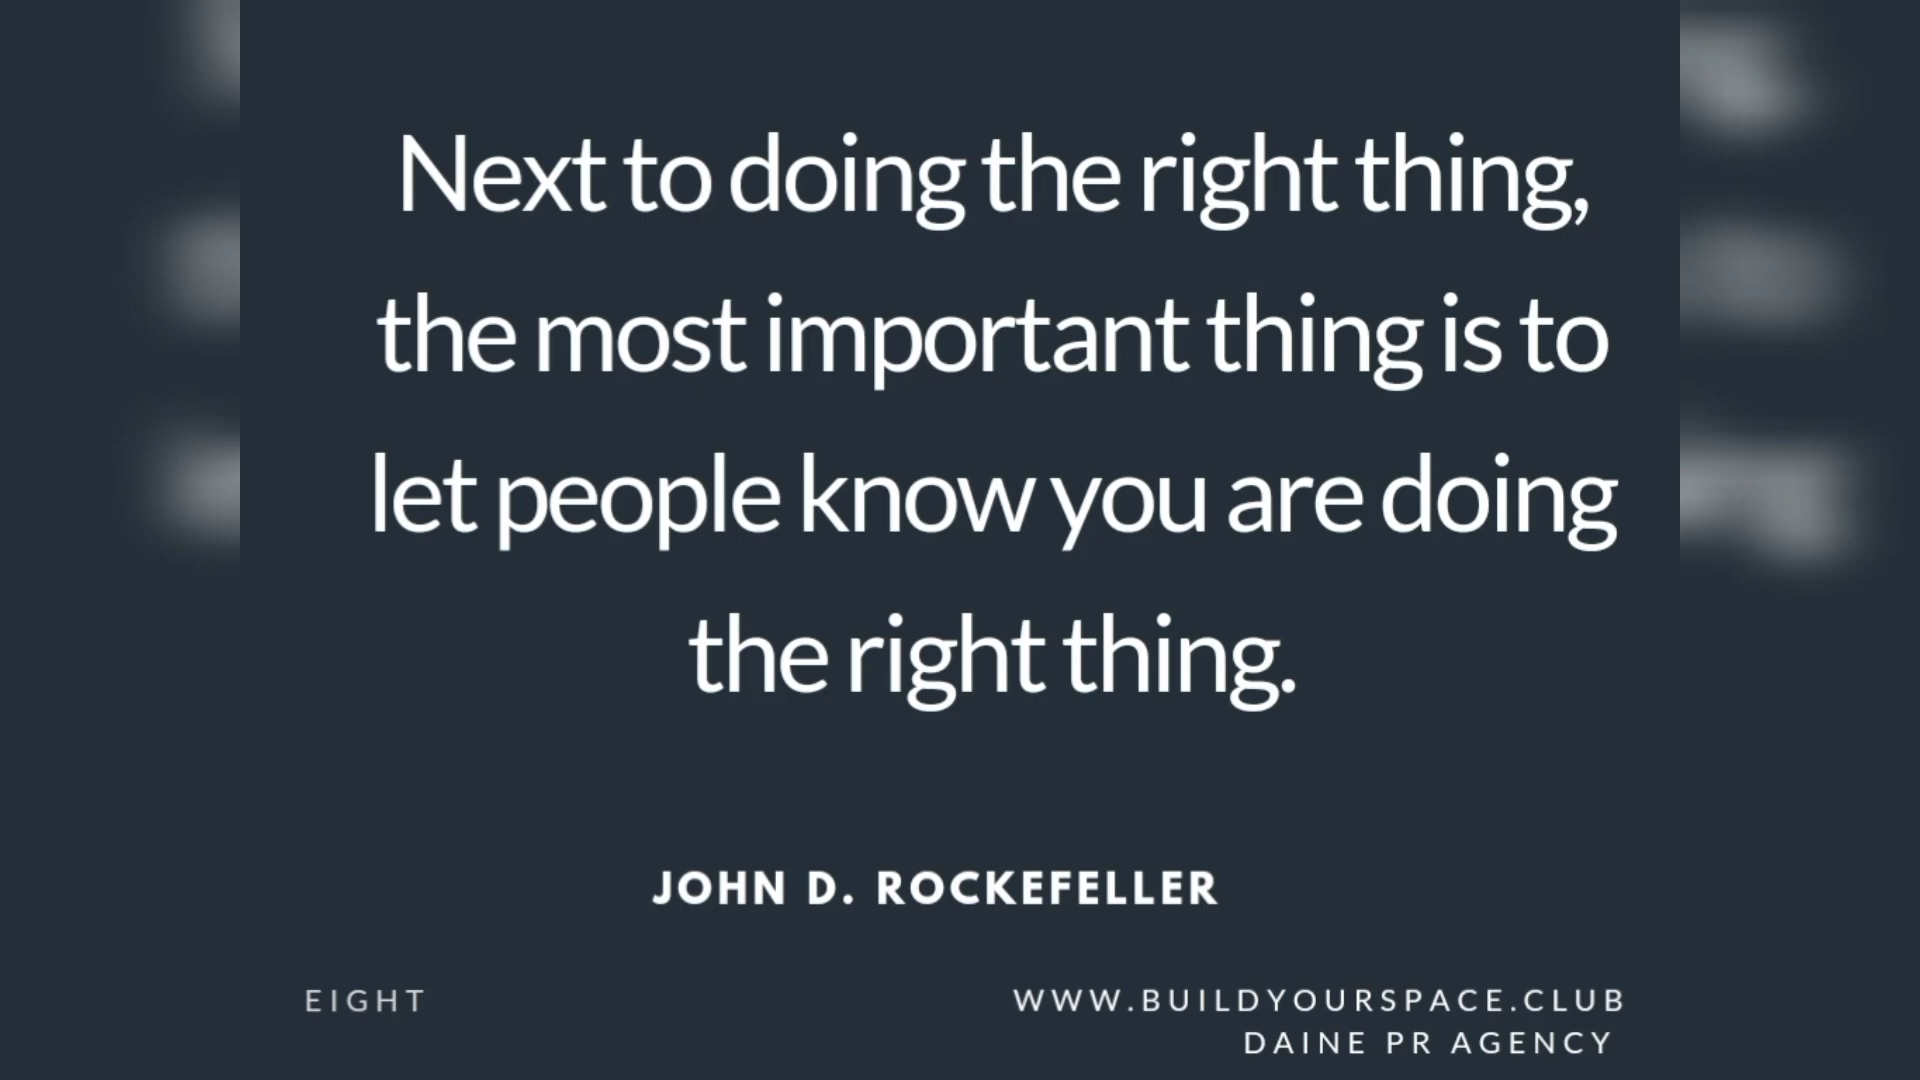 Next to doing the right thing,
the most important thing is to
let people know you are doing
the right thing.
JOHN D. ROCKEFELLER
EIGHT
WWW.BUILDYOURSPACE.CLUB
DAINE PR AGENCY